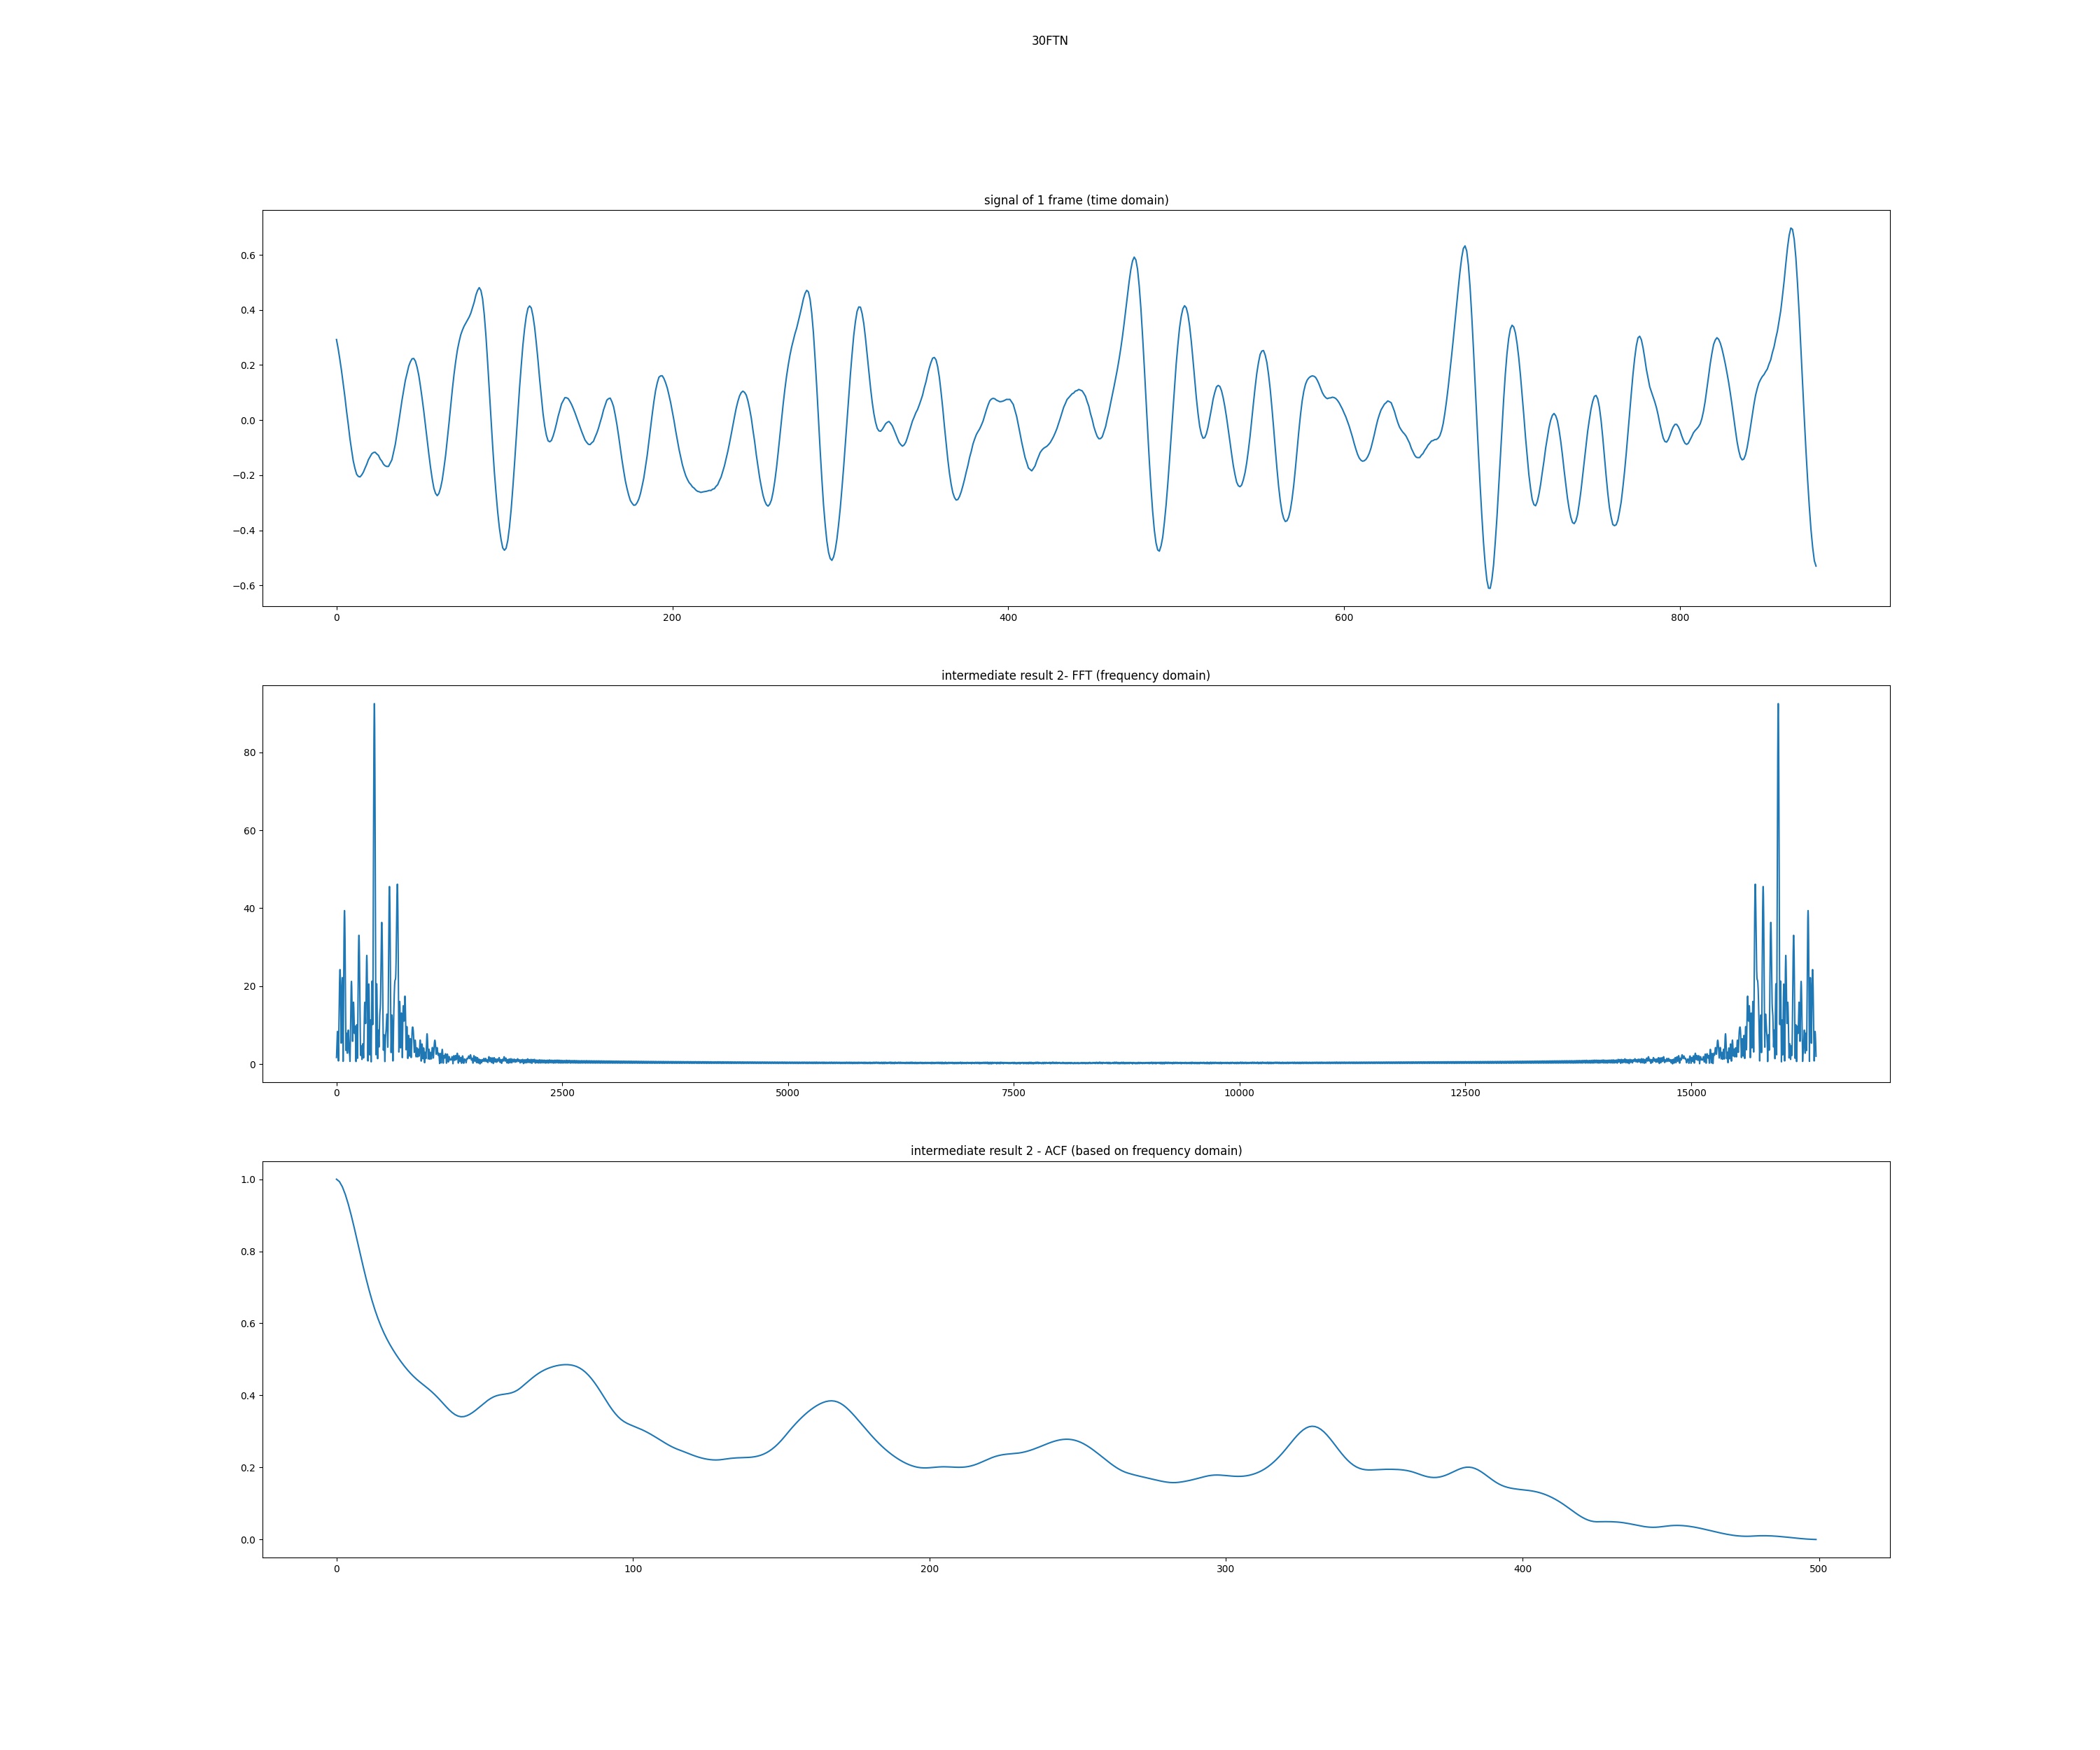 30FTN
signal of 1 frame (time domain)
0.6
0.4
0.2
0.0
−0.2
−0.4
−0.6
0 200 400 600 800
intermediate result 2- FFT (frequency domain)
80
60
40
20
0
0 2500 5000 7500 10000 12500 15000
intermediate result 2 - ACF (based on frequency domain)
1.0
0.8
0.6
0.4
0.2
0.0
0 100 200 300 400 500